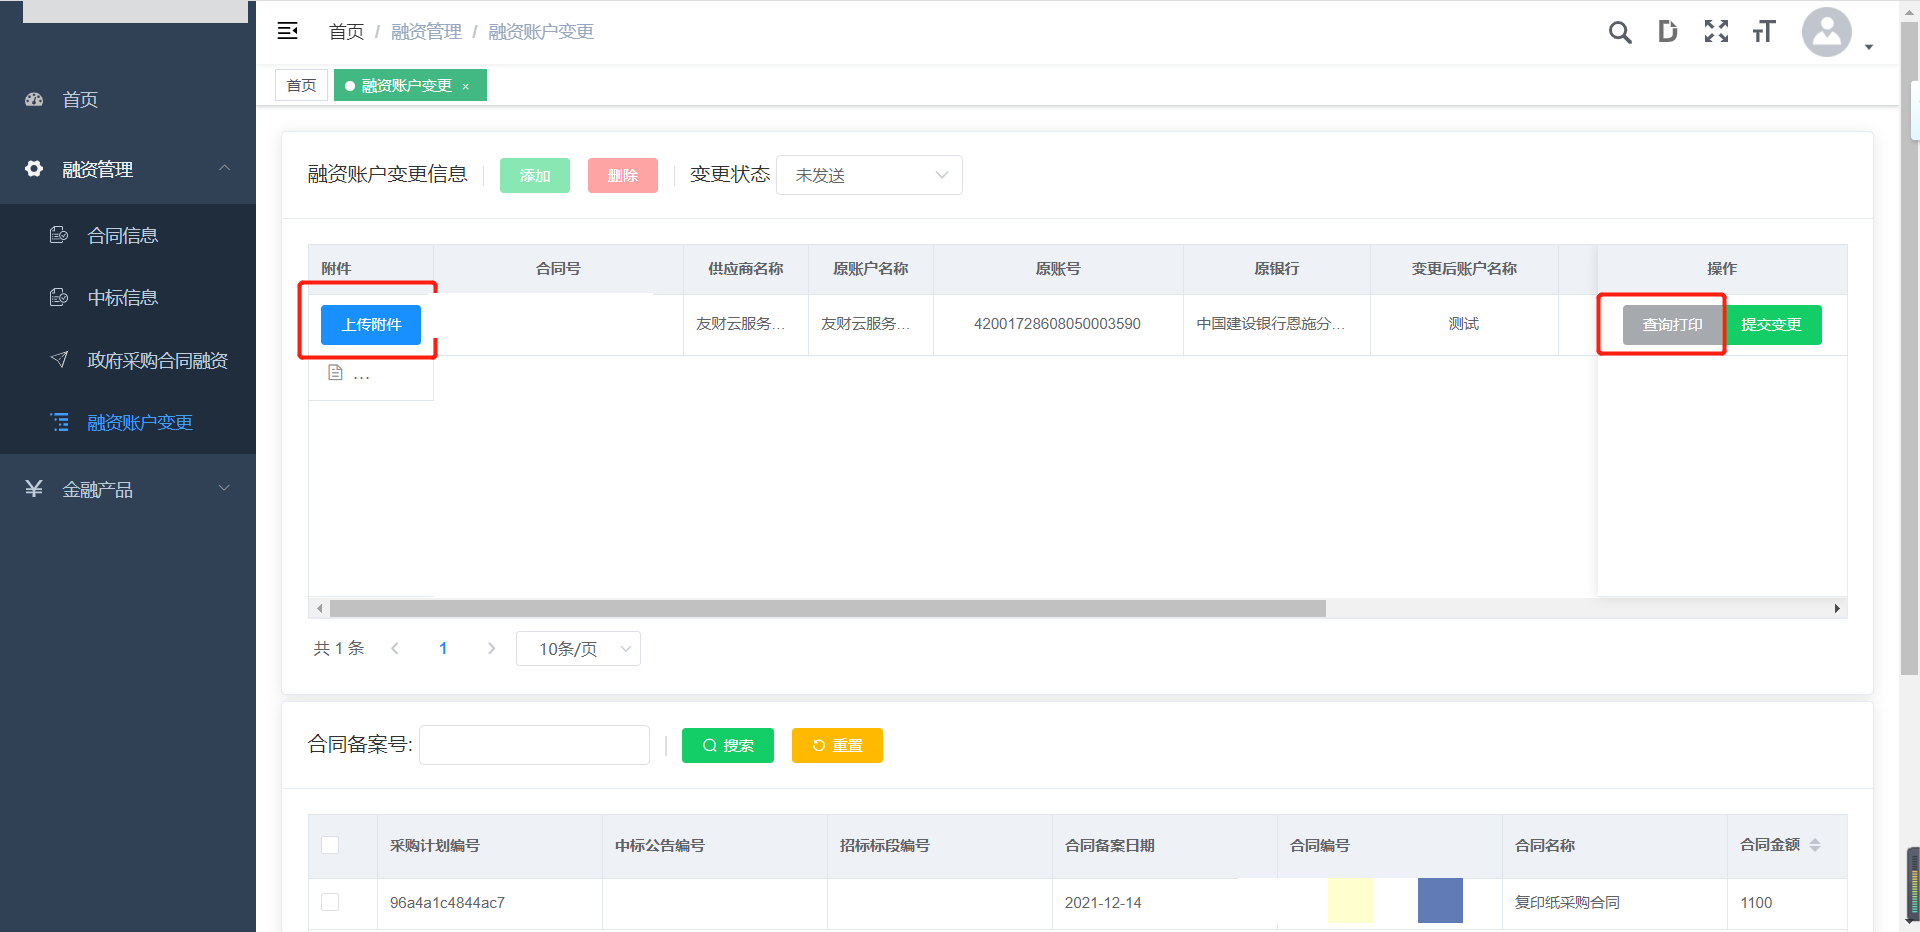 首页
融资管理
合同信息
中标信息
政府采购合同融资
融资账户变更
金融产品
首页 / 融资管理 / 融资账户变更
首页 融资账户变更 ×
融资账户变更信息 添加 删除 变更状态 未发送
附件 合同号 供应商名称 原账户名称 原账号 原银行 变更后账户名称 操作
上传附件 友财云服务... 友财云服务... 42001728608050003590 中国建设银行恩施分... 测试 查询打印 提交变更
...
共 1 条 1 10条/页
合同备案号: 搜索 重置
采购计划编号 中标公告编号 招标标段编号 合同备案日期 合同编号 合同名称 合同金额
96a4a1c4844ac7 2021-12-14 复印纸采购合同 1100